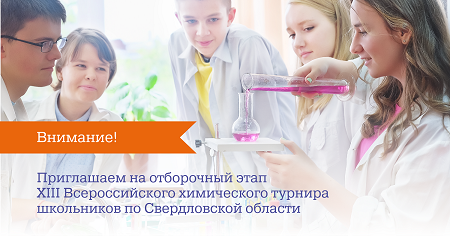 Внимание!
Приглашаем на отборочный этап
XIII Всероссийского химического турнира
школьников по Свердловской области